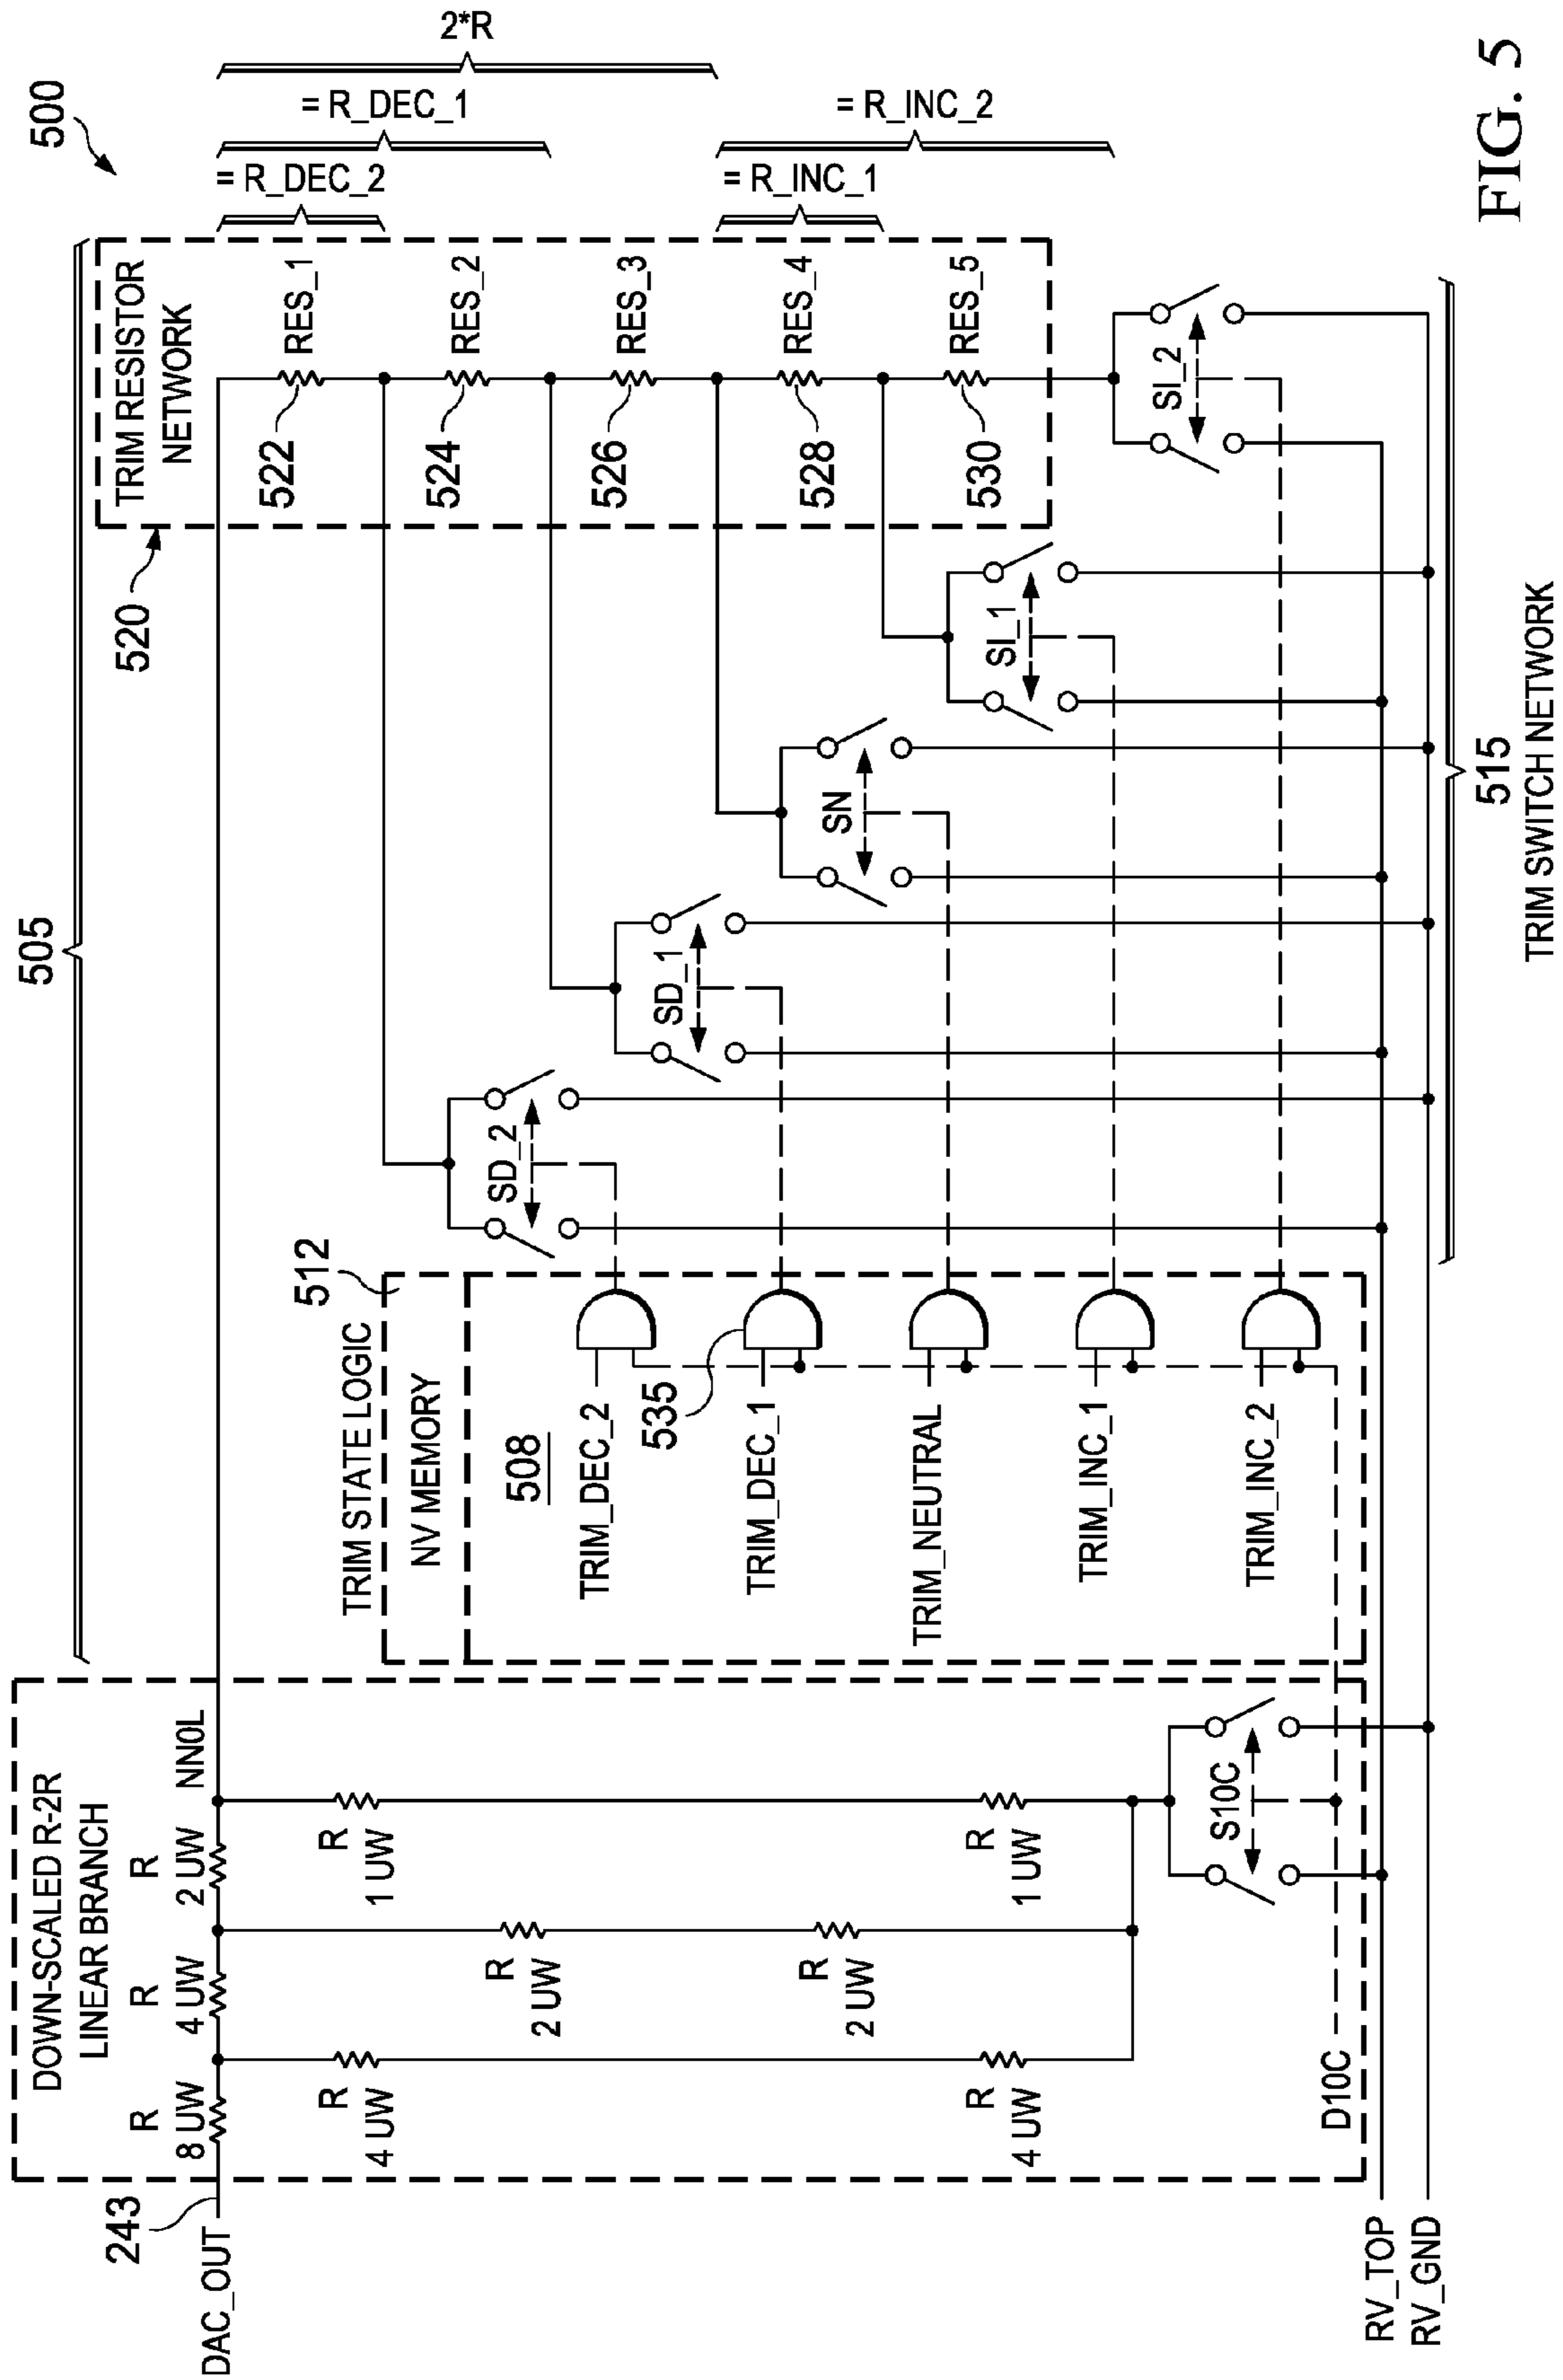 500
505
DOWN-SCALED R-2R
LINEAR BRANCH
243
DAC_OUT
R
8 UW
R
4 UW
R
2 UW
NN0L
R
4 UW
R
4 UW
R
2 UW
R
2 UW
R
1 UW
R
1 UW
S10C
D10C
RV_TOP
RV_GND
512
TRIM STATE LOGIC
NV MEMORY
508
TRIM_DEC_2
535
TRIM_DEC_1
TRIM_NEUTRAL
TRIM_INC_1
TRIM_INC_2
SD_2
SD_1
SN
SI_1
SI_2
515
TRIM SWITCH NETWORK
520
TRIM RESISTOR
NETWORK
522
RES_1
524
RES_2
526
RES_3
528
RES_4
530
RES_5
= R_DEC_2
= R_DEC_1
2*R
= R_INC_1
= R_INC_2
FIG. 5